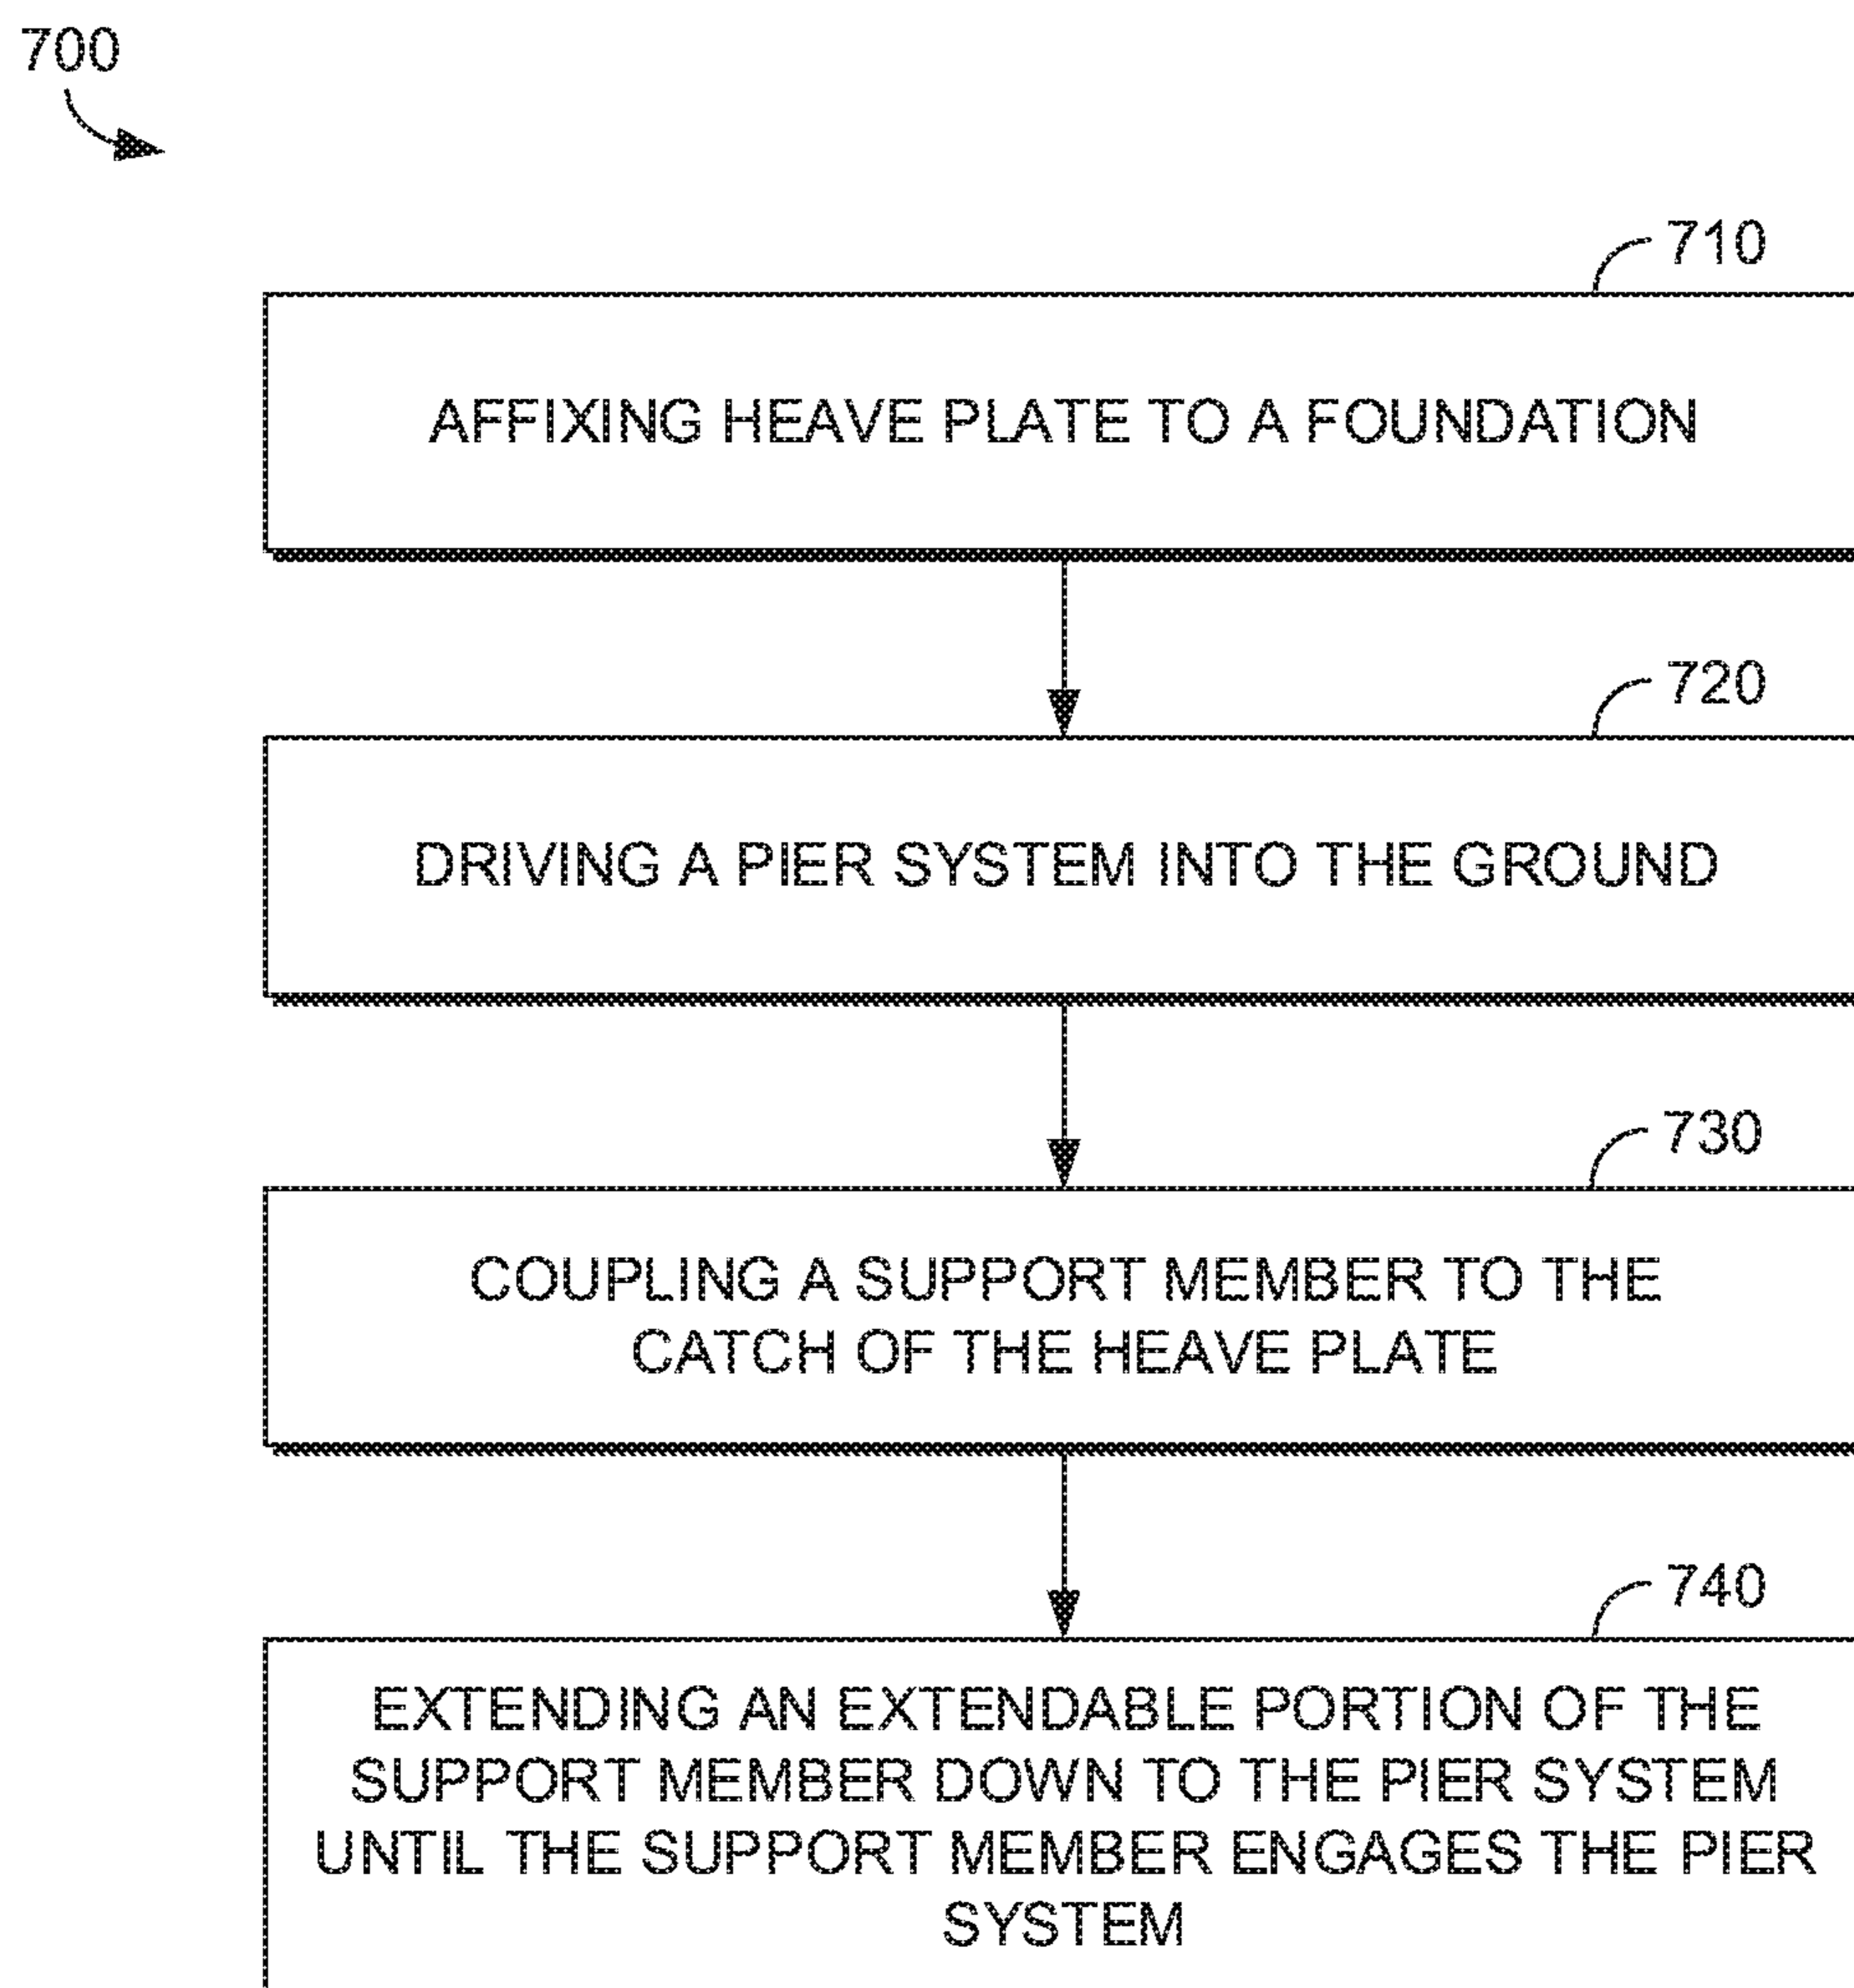 700
710
AFFIXING HEAVE PLATE TO A FOUNDATION
720
DRIVING A PIER SYSTEM INTO THE GROUND
730
COUPLING A SUPPORT MEMBER TO THE
CATCH OF THE HEAVE PLATE
740
EXTENDING AN EXTENDABLE PORTION OF THE
SUPPORT MEMBER DOWN TO THE PIER SYSTEM
UNTIL THE SUPPORT MEMBER ENGAGES THE PIER
SYSTEM